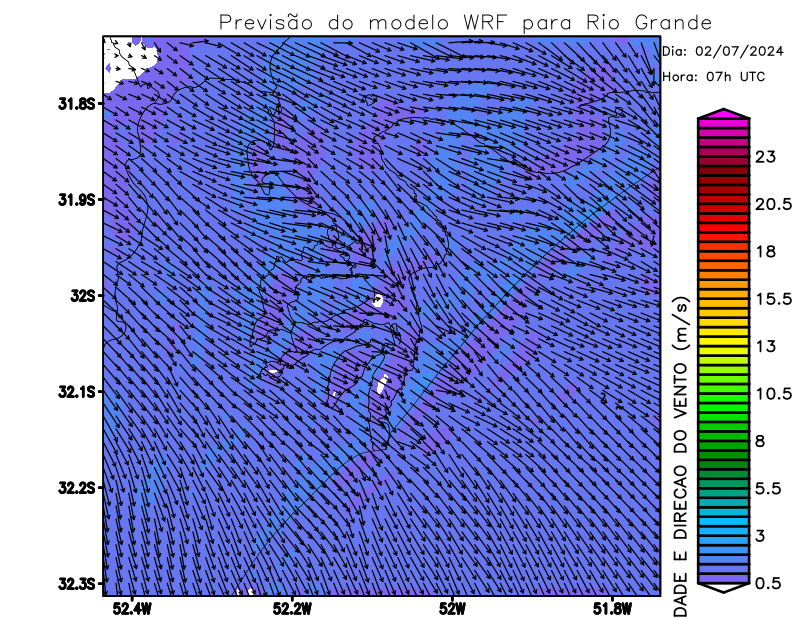 Previsão do modelo WRF para Rio Grande
Dia: 02/07/2024
Hora: 07h UTC
31.8S
31.9S
32S
32.1S
32.2S
32.3S
52.4W
52.2W
52W
51.8W
DADE E DIRECAO DO VENTO (m/s)
23
20.5
18
15.5
13
10.5
8
5.5
3
0.5